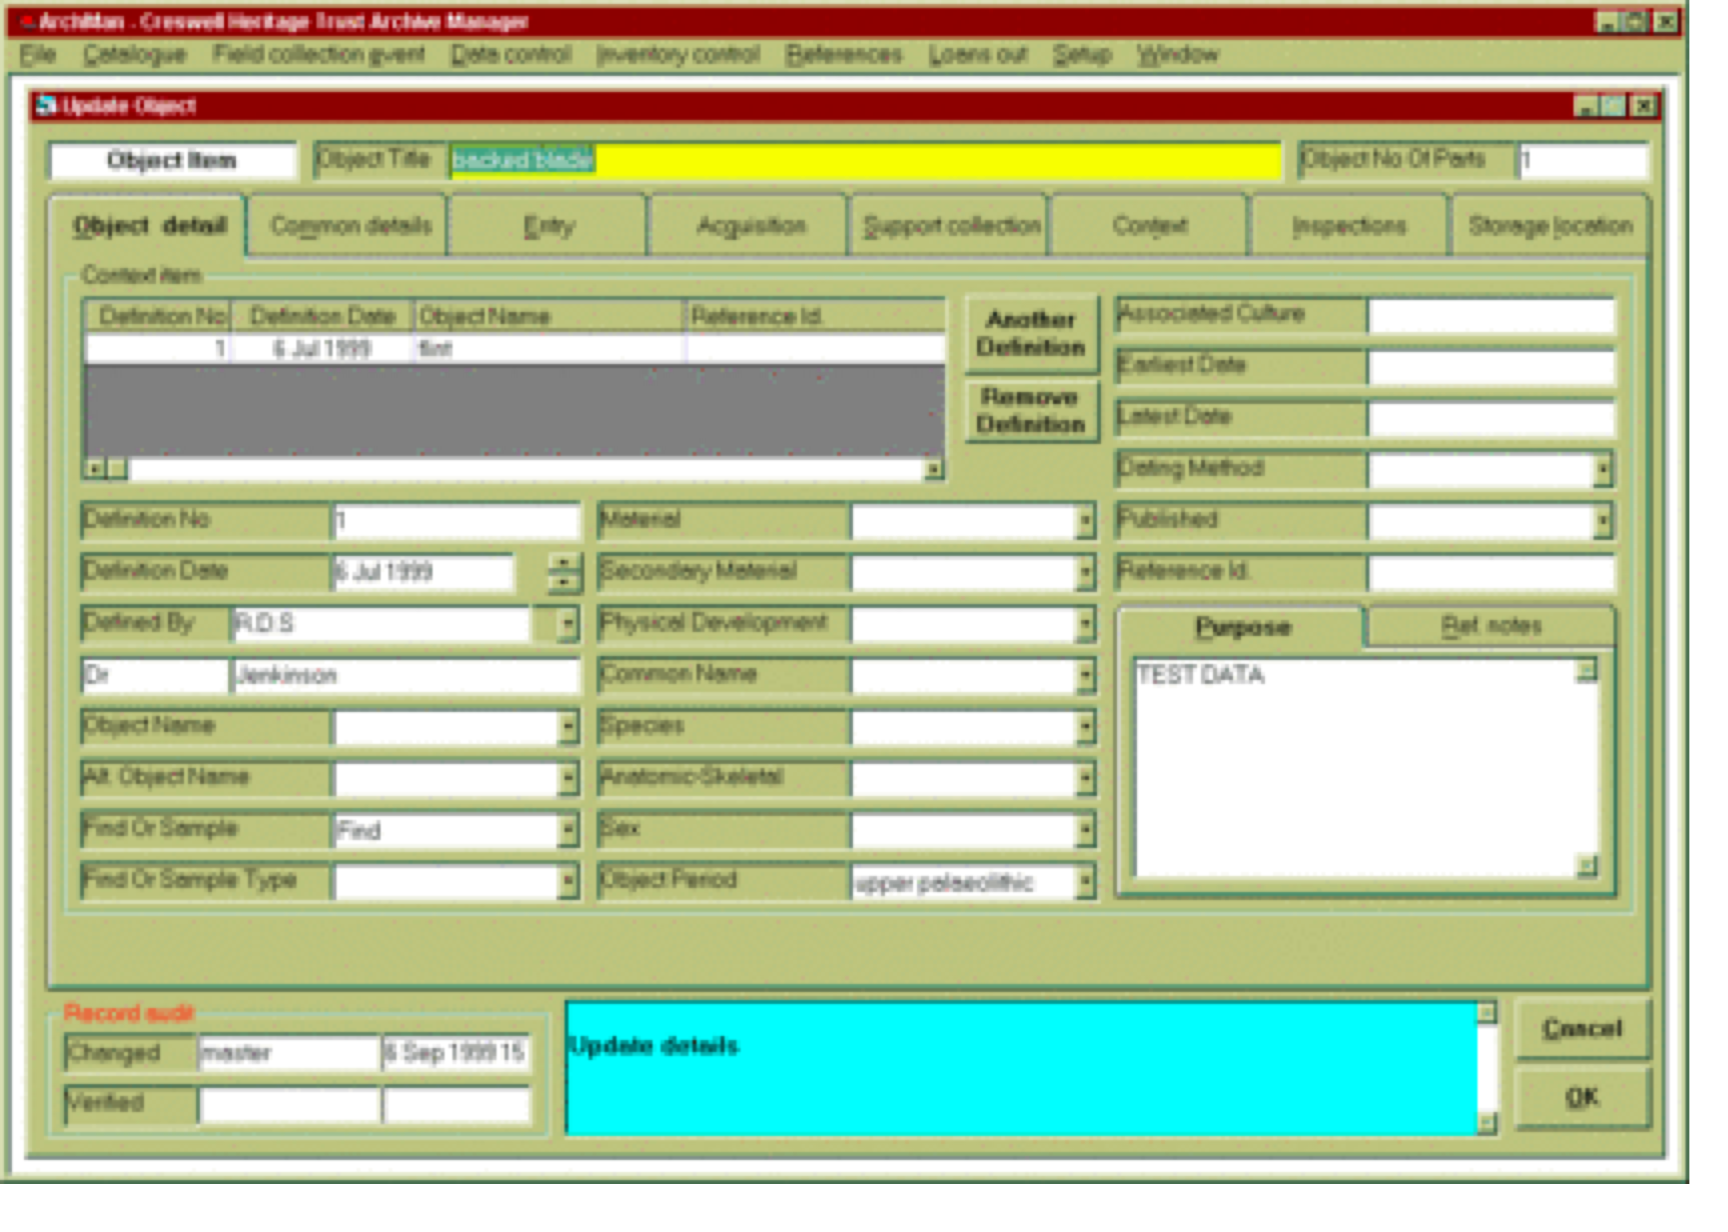 ArchMan - Creswell Heritage Trust Archive Manager
File Catalogue Field collection event Data control Inventory control References Loans out Setup Window
Update Object
Object Item Object Title backed blade Object No Of Parts 1
Object detail Common details Entry Acquisition Support collection Context Inspections Storage location
Context item
Definition No Definition Date Object Name Reference Id.
1 6 Jul 1999 flint
Another Definition
Remove Definition
Associated Culture
Earliest Date
Latest Date
Dating Method
Definition No 1 Material Published
Definition Date 6 Jul 1999 Secondary Material Reference Id.
Defined By R.D.S Physical Development Purpose Ref. notes
Dr Jenkinson Common Name TEST DATA
Object Name Species
Alt. Object Name Anatomic-Skeletal
Find Or Sample Find Sex
Find Or Sample Type Object Period upper palaeolithic
Record audit
Changed master 6 Sep 1999 15 Update details Cancel
Verified OK